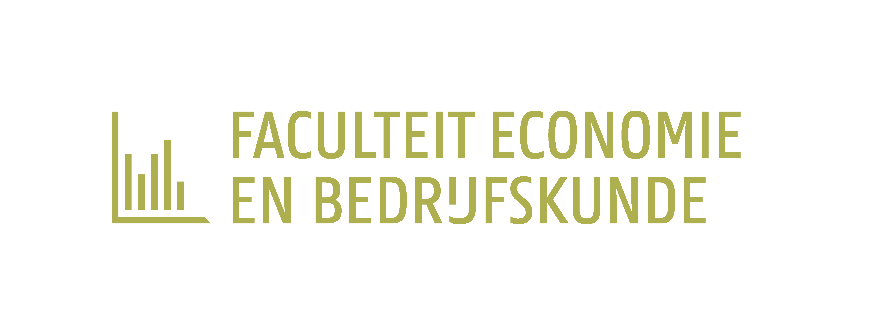 FACULTEIT ECONOMIE
EN BEDRIJFSKUNDE